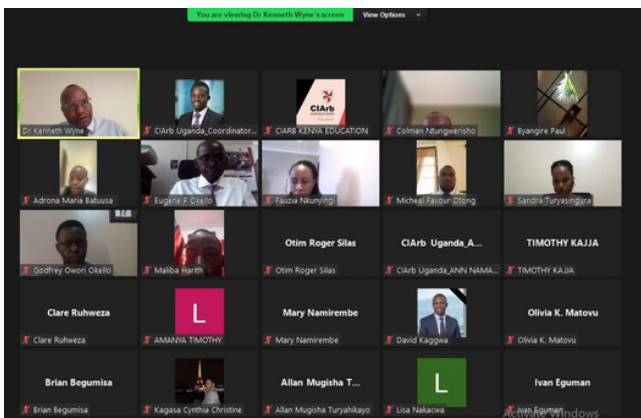 You are viewing Dr Kenneth Wyne's screen
View Options
CIArb
Dr Kenneth Wyne
CIArb Uganda_Coordinator...
CIARB KENYA EDUCATION
Colman Ntungwerisho
Byangire Paul
Adrona Maria Batuusa
Eugene P Okello
Fauzia Nkunyingi
Micheal Favour Otong
Sandra Turyasingura
Otim Roger Silas
CIArb Uganda_A...
TIMOTHY KAJJA
Godfrey Owori Okello
Maliba Harith
Otim Roger Silas
CIArb Uganda_ANN NAMA...
TIMOTHY KAJJA
Clare Ruhweza
L
Mary Namirembe
Olivia K. Matovu
Clare Ruhweza
AMANYA TIMOTHY
Mary Namirembe
David Kaggwa
Olivia K. Matovu
Brian Begumisa
Allan Mugisha T...
L
Ivan Eguman
Brian Begumisa
Kagasa Cynthia Christine
Allan Mugisha Turyahikayo
Lisa Nakacwa
Ivan Eguman
Activate Windows